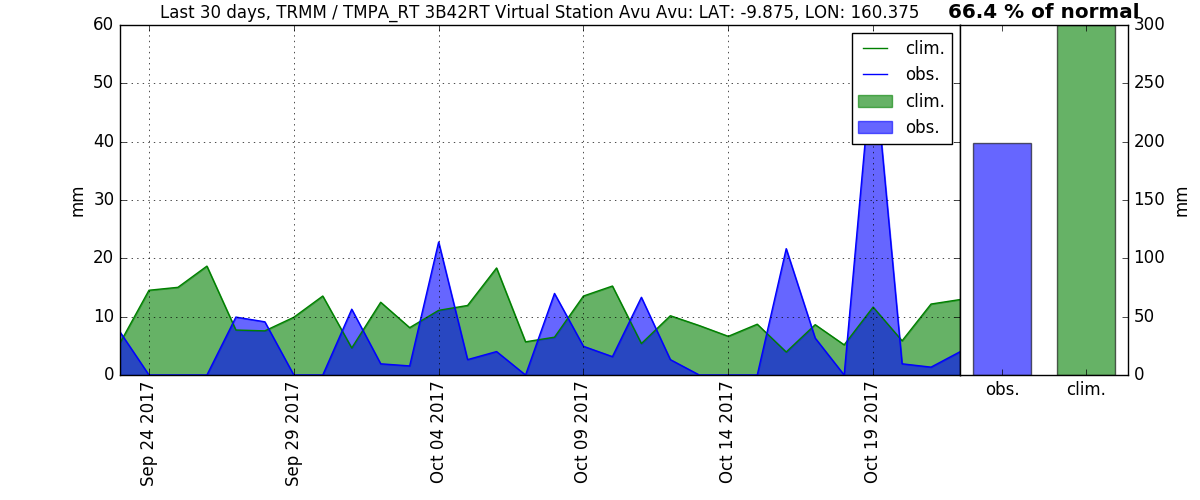 Last 30 days, TRMM / TMPA_RT 3B42RT Virtual Station Avu Avu: LAT: -9.875, LON: 160.375
66.4 % of normal
60
50
40
30
20
10
0
mm
clim.
obs.
clim.
obs.
300
250
200
150
100
50
0
mm
Sep 24 2017
Sep 29 2017
Oct 04 2017
Oct 09 2017
Oct 14 2017
Oct 19 2017
obs.
clim.